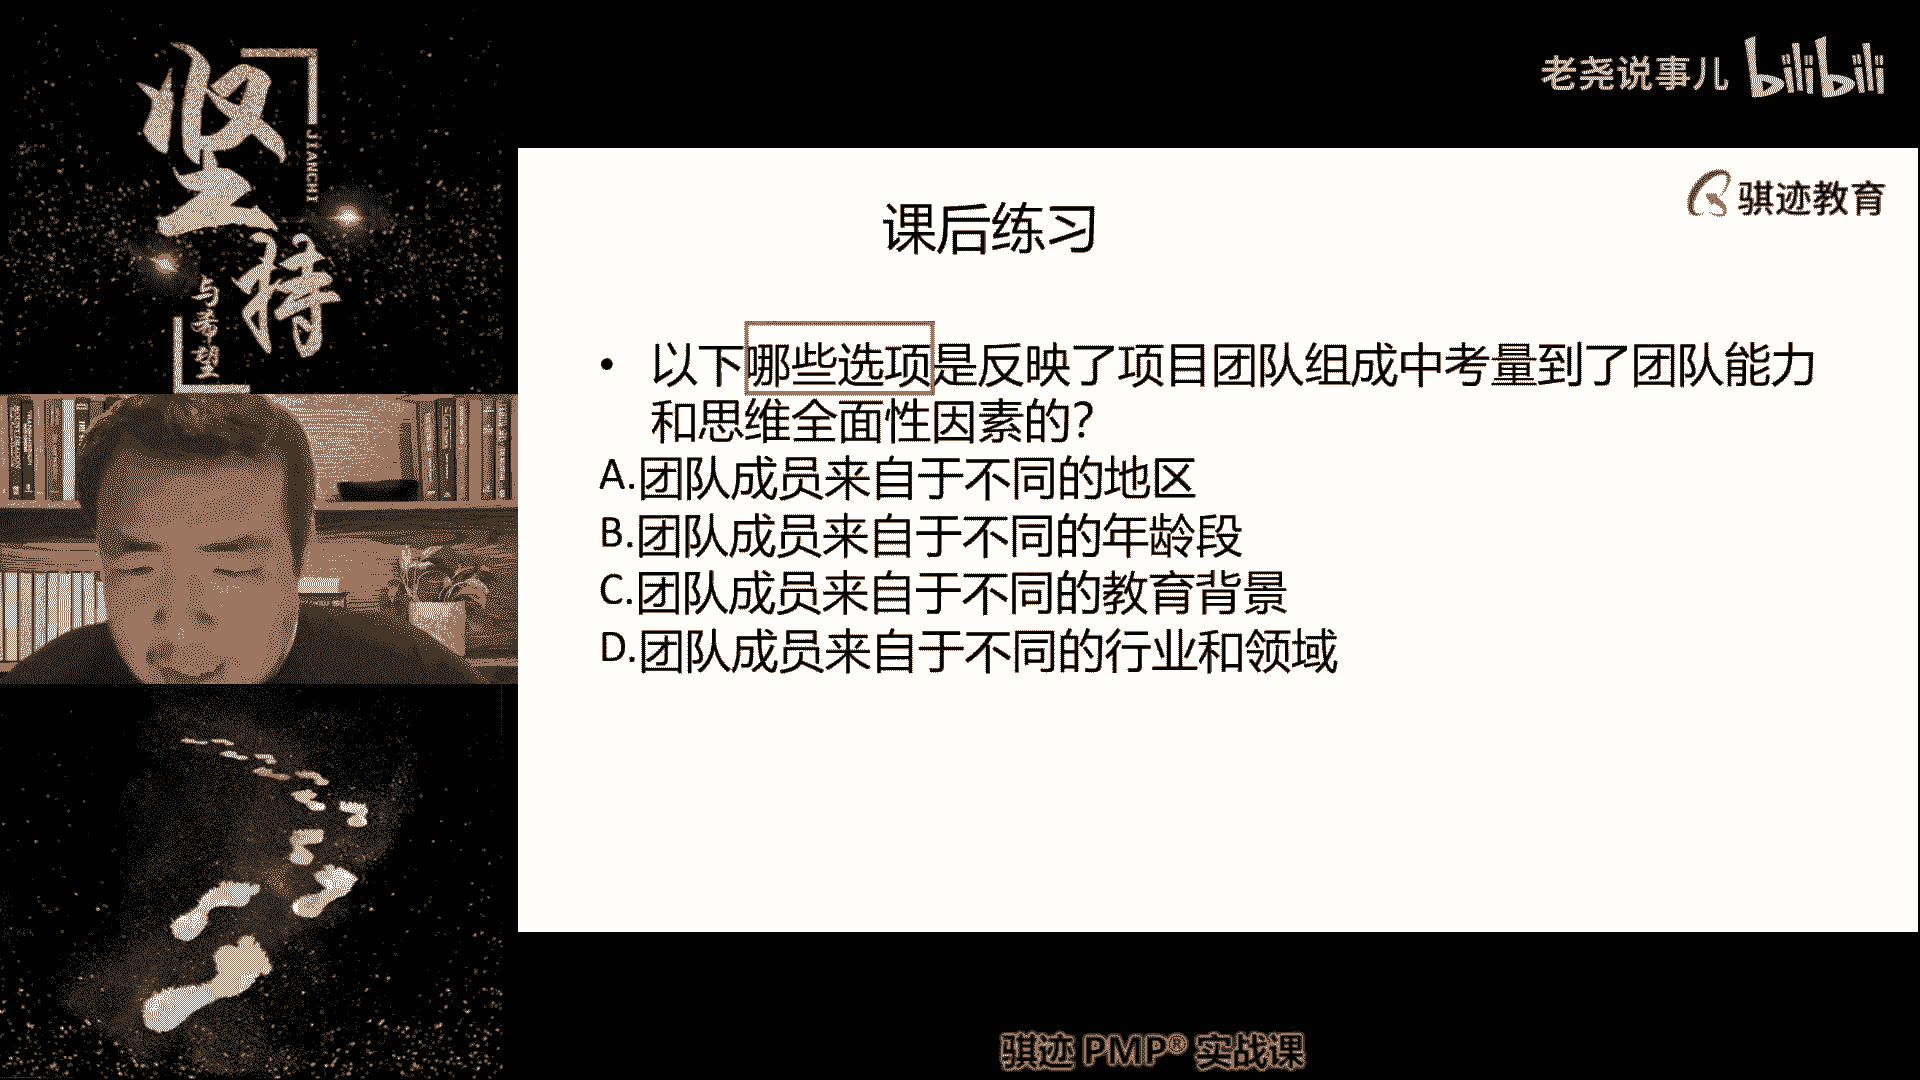 坚持
JIANCHI
与希望
老尧说事儿 bilibili
骐迹教育
课后练习
• 以下哪些选项是反映了项目团队组成中考量到了团队能力
和思维全面性因素的？
A.团队成员来自于不同的地区
B.团队成员来自于不同的年龄段
C.团队成员来自于不同的教育背景
D.团队成员来自于不同的行业和领域
骐迹 PMP® 实战课